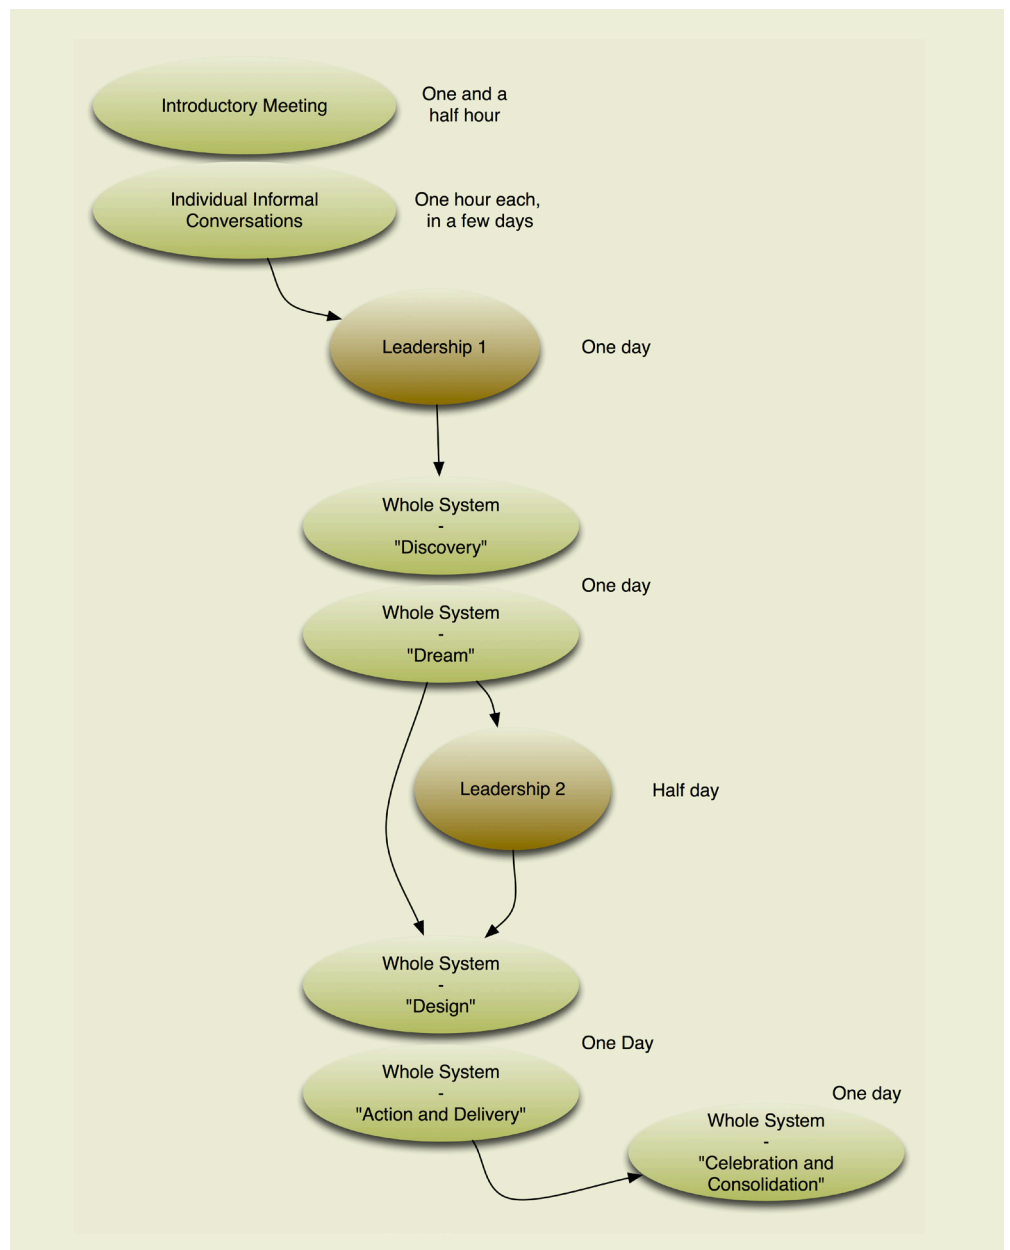 Introductory Meeting
One and a
half hour
Individual Informal
Conversations
One hour each,
in a few days
Leadership 1
One day
Whole System
-
"Discovery"
One day
Whole System
-
"Dream"
Leadership 2
Half day
Whole System
-
"Design"
One Day
Whole System
-
"Action and Delivery"
One day
Whole System
-
"Celebration and
Consolidation"